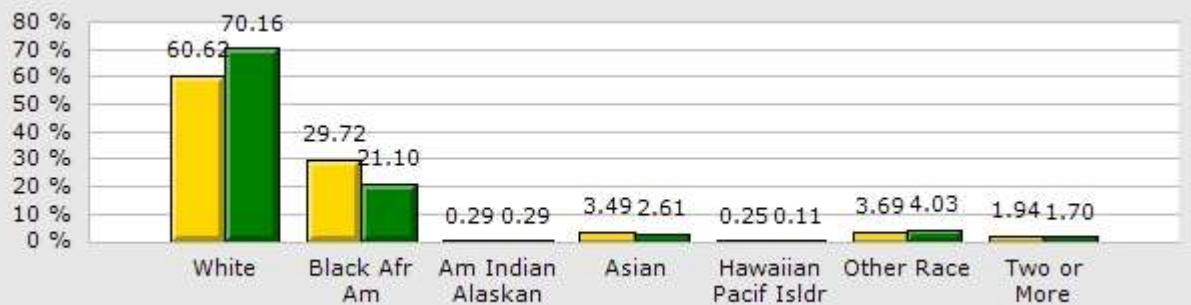 80 %
70 %
60 %
50 %
40 %
30 %
20 %
10 %
0 %
60.62 70.16
29.72 21.10
0.29 0.29
3.49 2.61
0.25 0.11
3.69 4.03
1.94 1.70
White
Black Afr
Am
Am Indian
Alaskan
Asian
Hawaiian
Pacif Isldr
Other Race
Two or
More